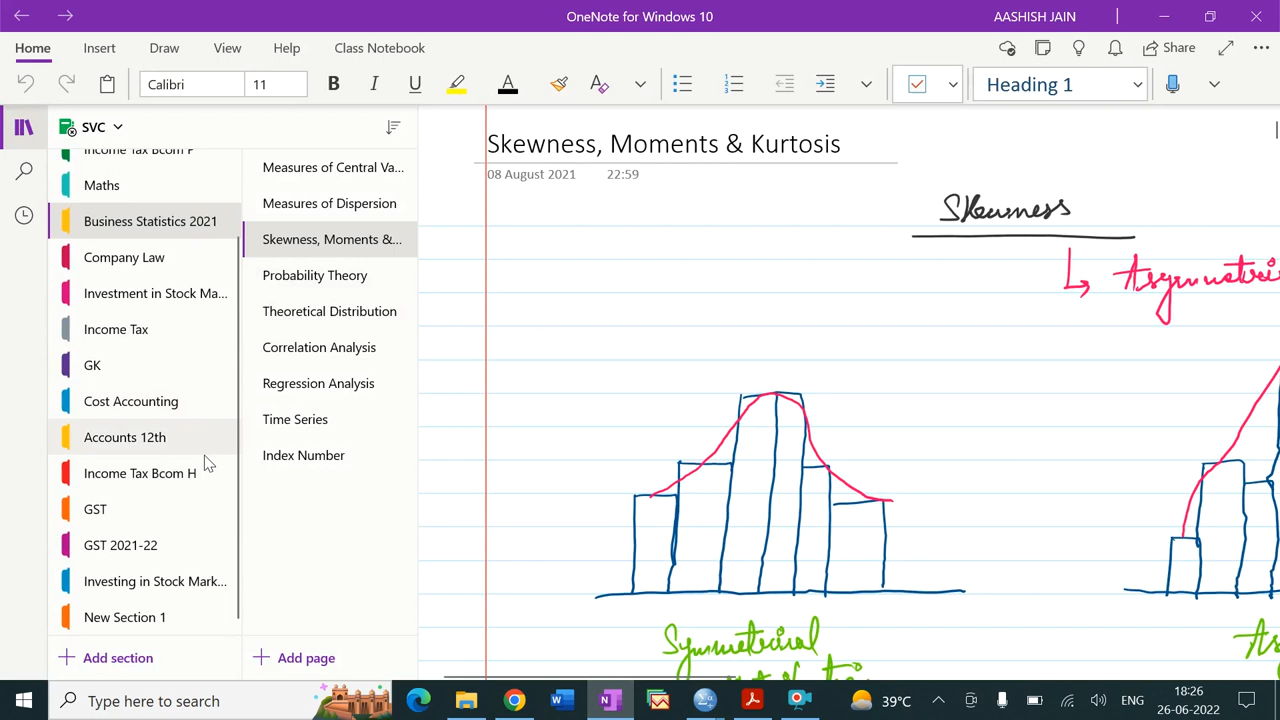 OneNote for Windows 10
AASHISH JAIN
Home Insert Draw View Help Class Notebook
Share
Calibri 11 B I U A A Heading 1
SVC
Income Tax Bcom P
Maths
Business Statistics 2021
Company Law
Investment in Stock Ma...
Income Tax
GK
Cost Accounting
Accounts 12th
Income Tax Bcom H
GST
GST 2021-22
Investing in Stock Mark...
New Section 1
Add section
Measures of Central Va...
Measures of Dispersion
Skewness, Moments &...
Probability Theory
Theoretical Distribution
Correlation Analysis
Regression Analysis
Time Series
Index Number
Add page
Skewness, Moments & Kurtosis
08 August 2021 22:59
Skewness
Asymmetric
Symmetrical
As
Type here to search
39°C
ENG
18:26
26-06-2022